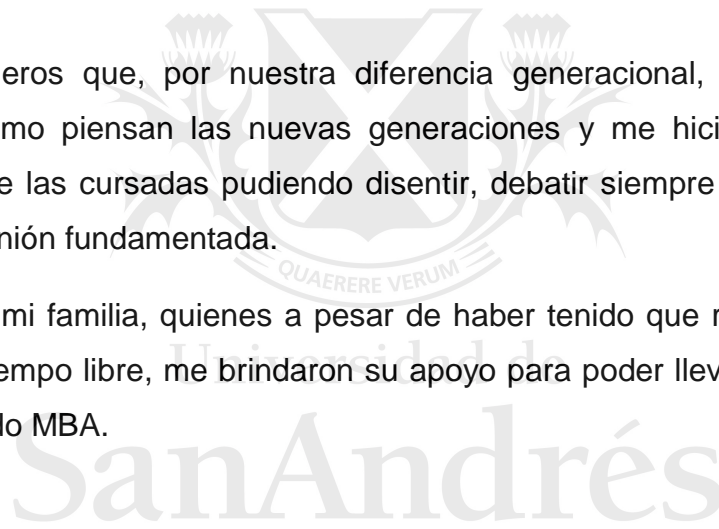 eros que, por nuestra diferencia generacional,
mo piensan las nuevas generaciones y me hici
e las cursadas pudiendo disentir, debatir siempre
nión fundamentada.
QUAERERE VERUM
mi familia, quienes a pesar de haber tenido que r
empo libre, me brindaron su apoyo para poder llev
Universidad de
do MBA.
SanAndrés